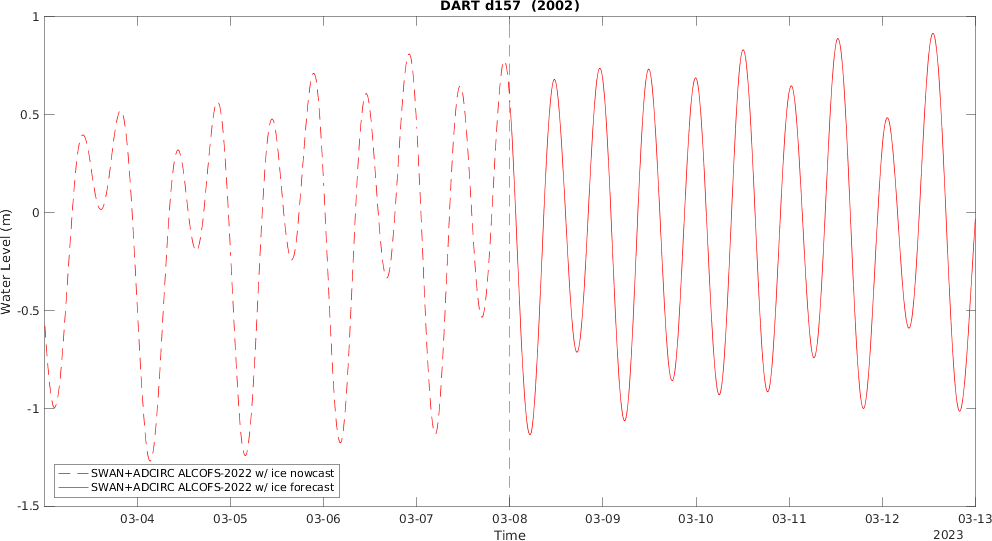 DART d157 (2002)
1
0.5
0
-0.5
-1
-1.5
Water Level (m)
SWAN+ADCIRC ALCOFS-2022 w/ ice nowcast
SWAN+ADCIRC ALCOFS-2022 w/ ice forecast
03-04 03-05 03-06 03-07 03-08 03-09 03-10 03-11 03-12 03-13
Time
2023